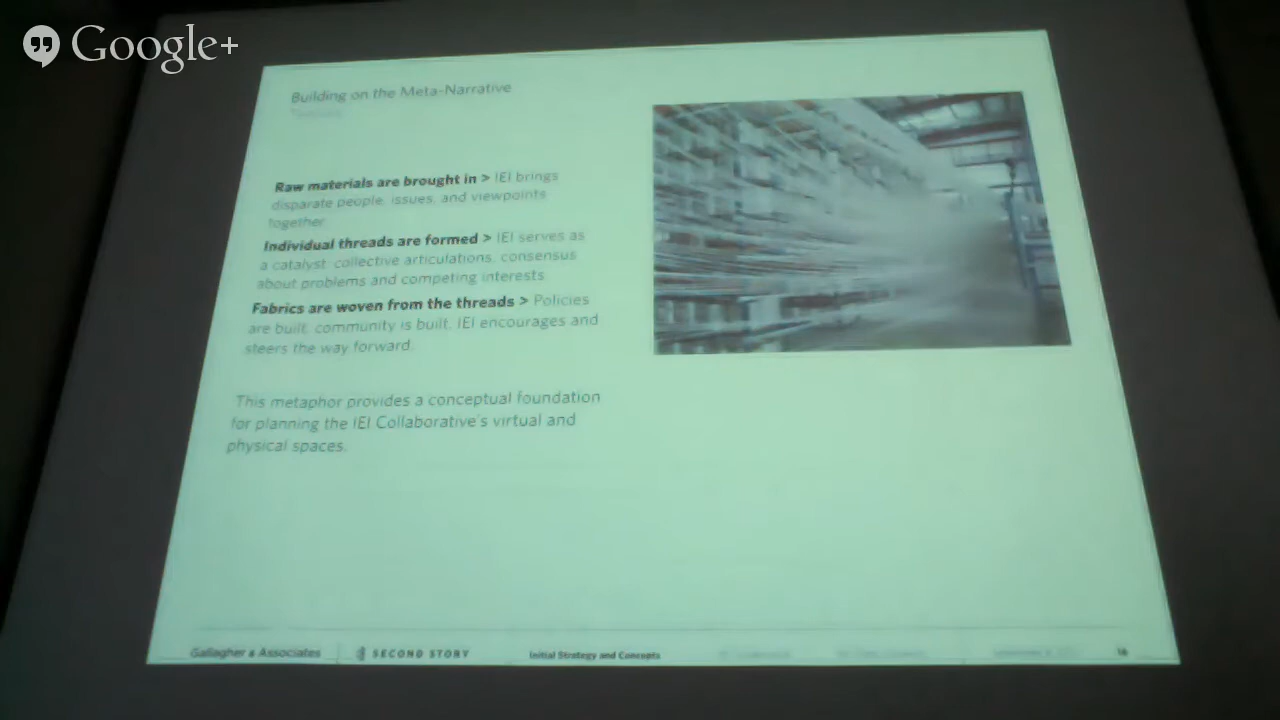 Google+
Building on the Meta-Narrative
Raw materials are brought in > IEI brings
disparate people, issues, and viewpoints
together.
Individual threads are formed > IEI serves as
a catalyst: collective articulations, consensus
about problems and competing interests
Fabrics are woven from the threads > Policies
are built, community is built, IEI encourages and
steers the way forward.
This metaphor provides a conceptual foundation
for planning the IEI Collaborative's virtual and
physical spaces.
Gallagher & Associates
SECOND STORY
Initial Strategy and Concepts